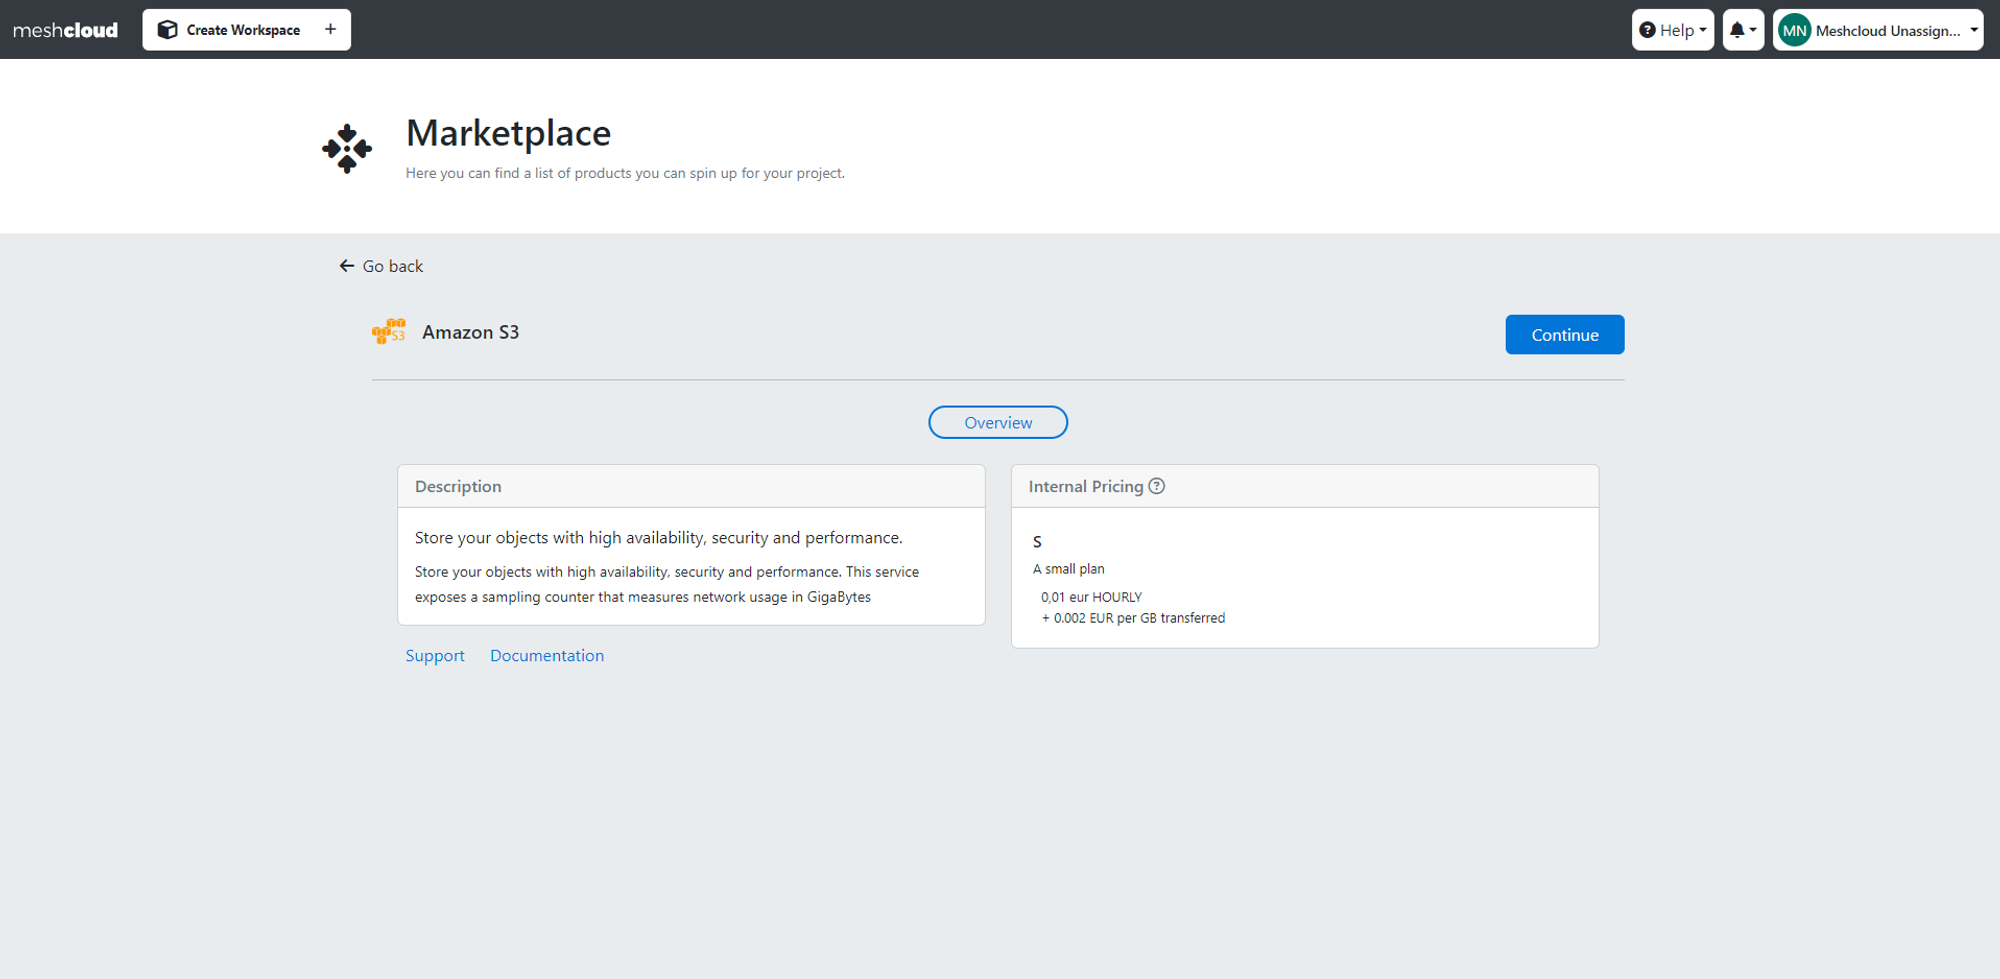 meshcloud
Create Workspace +
Help
MN Meshcloud Unassign...
Marketplace
Here you can find a list of products you can spin up for your project.
Go back
S3 Amazon S3
Continue
Overview
Description
Store your objects with high availability, security and performance.
Store your objects with high availability, security and performance. This service
exposes a sampling counter that measures network usage in GigaBytes
Support Documentation
Internal Pricing ?
S
A small plan
0,01 eur HOURLY
+ 0.002 EUR per GB transferred